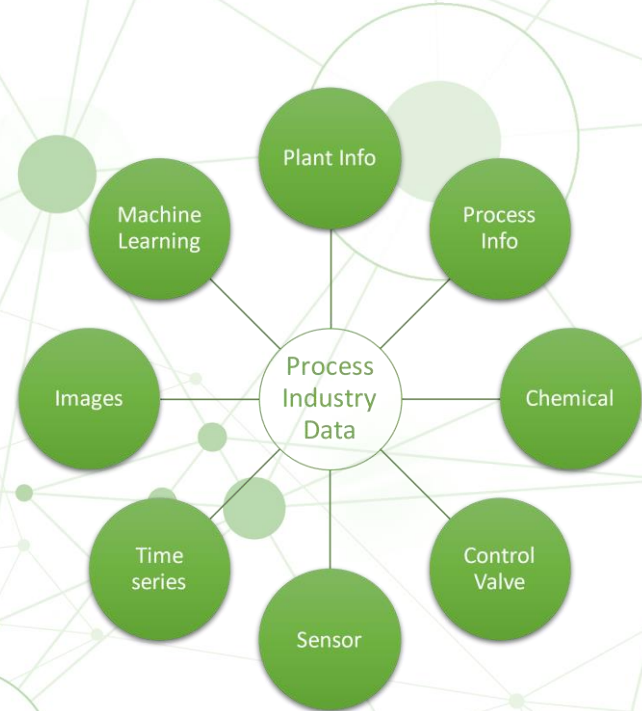 Plant Info
Machine
Learning
Process
Info
Process
Industry
Data
Images
Chemical
Time
series
Control
Valve
Sensor